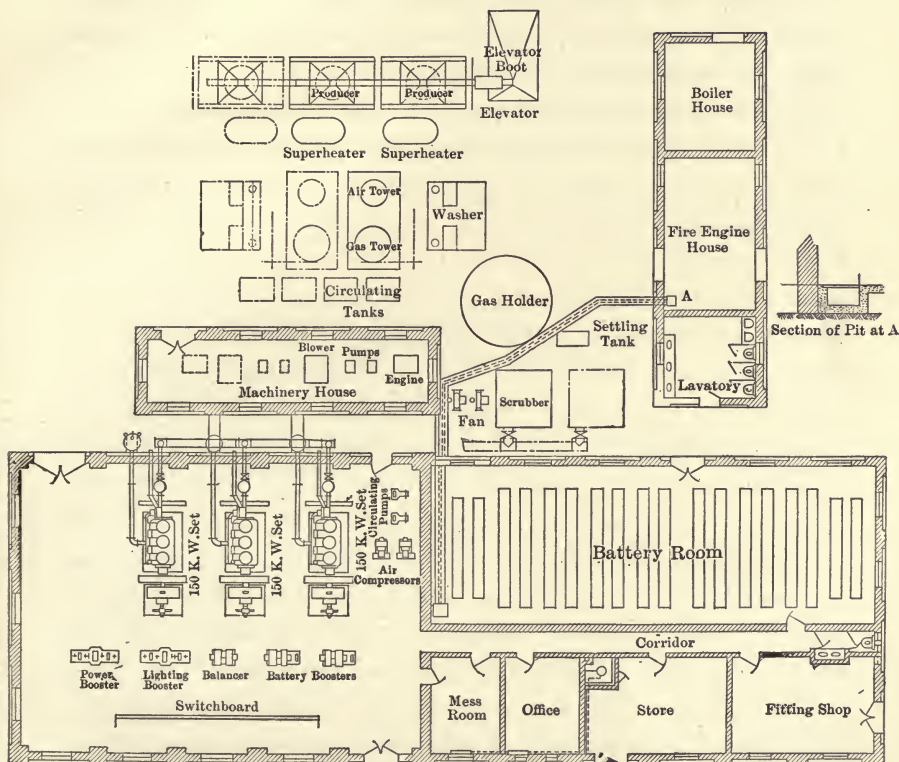 Elevator
Boot
Producer
Producer
Elevator
Boiler
House
Superheater
Superheater
Air Tower
Washer
Gas Tower
Fire Engine
House
Circulating
Tanks
Gas Holder
A
Settling
Tank
Section of Pit at A
Blower
Pumps
Engine
Machinery House
Scrubber
Fan
Lavatory
150 K.W.Set
150 K.W.Set
150 K.W.Set
Circulating
Pumps
Air
Compressors
Battery Room
Corridor
Power
Booster
Lighting
Booster
Balancer
Battery Boosters
Switchboard
Mess
Room
Office
Store
Fitting Shop